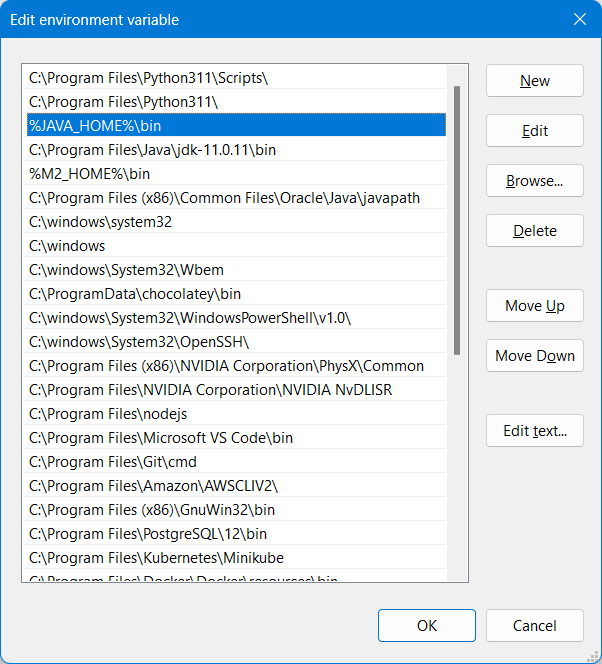 Edit environment variable
C:\Program Files\Python311\Scripts\
C:\Program Files\Python311\
%JAVA_HOME%\bin
C:\Program Files\Java\jdk-11.0.11\bin
%M2_HOME%\bin
C:\Program Files (x86)\Common Files\Oracle\Java\javapath
C:\windows\system32
C:\windows
C:\windows\System32\Wbem
C:\ProgramData\chocolatey\bin
C:\windows\System32\WindowsPowerShell\v1.0\
C:\windows\System32\OpenSSH\
C:\Program Files (x86)\NVIDIA Corporation\PhysX\Common
C:\Program Files\NVIDIA Corporation\NVIDIA NvDLISR
C:\Program Files\nodejs
C:\Program Files\Microsoft VS Code\bin
C:\Program Files\Git\cmd
C:\Program Files\Amazon\AWSCLIV2\
C:\Program Files (x86)\GnuWin32\bin
C:\Program Files\PostgreSQL\12\bin
C:\Program Files\Kubernetes\Minikube
C:\Program Files\Docker\Docker\resources\bin
New
Edit
Browse...
Delete
Move Up
Move Down
Edit text...
OK
Cancel